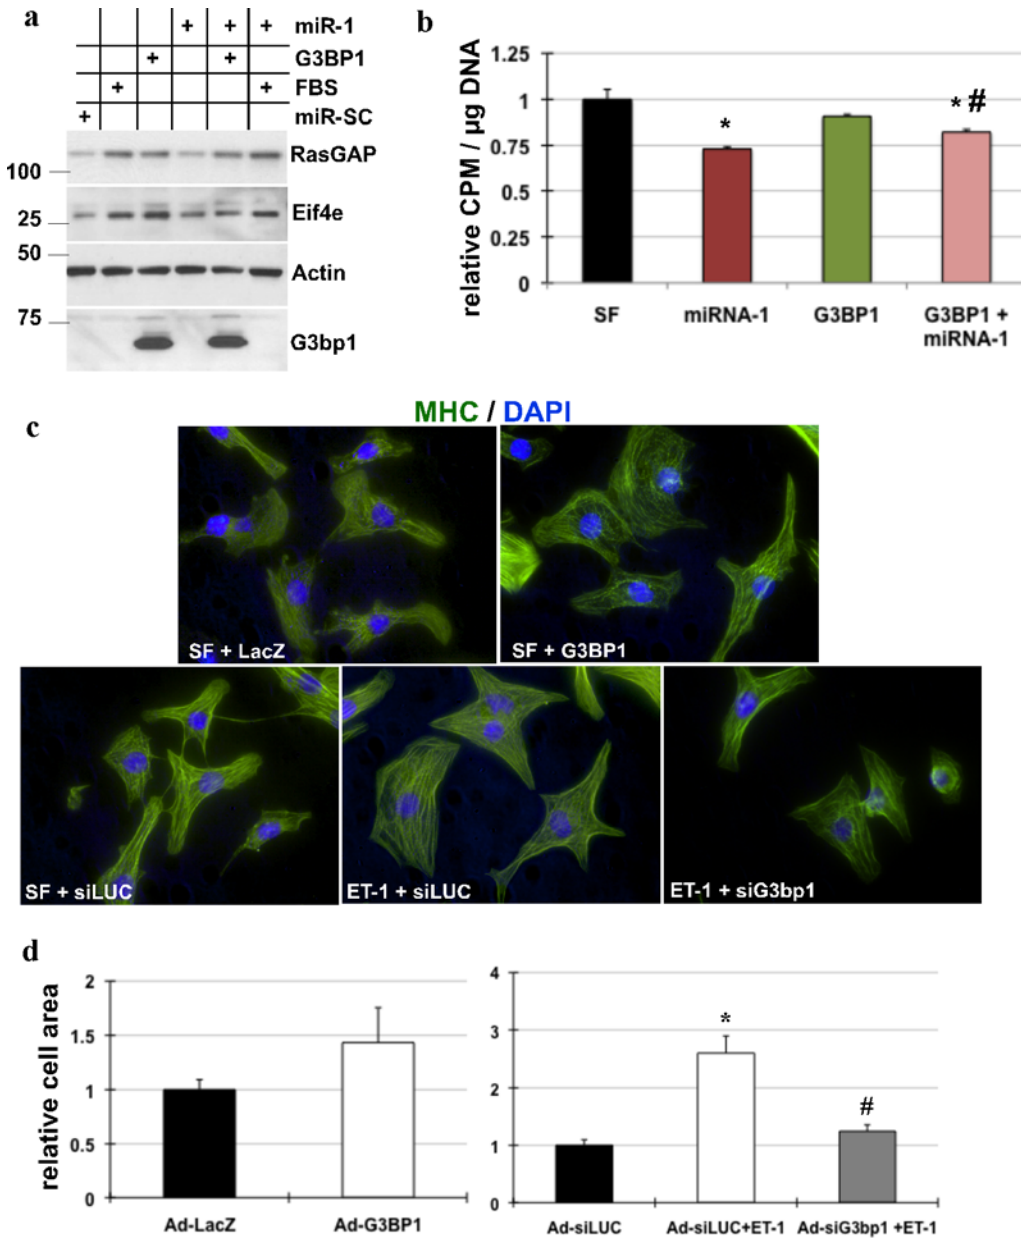 a
+ + + miR-1
+ + G3BP1
+ + FBS
+ miR-SC
RasGAP
100
Eif4e
25
50
Actin
75
G3bp1
b
relative CPM / µg DNA
1.25
1
0.75
0.5
0.25
0
*
* #
SF miRNA-1 G3BP1 G3BP1 +
miRNA-1
c
MHC / DAPI
SF + LacZ
SF + G3BP1
SF + siLUC
ET-1 + siLUC
ET-1 + siG3bp1
d
relative cell area
2
1.5
1
0.5
0
Ad-LacZ Ad-G3BP1
4
3
2
1
0
*
#
Ad-siLUC Ad-siLUC+ET-1 Ad-siG3bp1 +ET-1